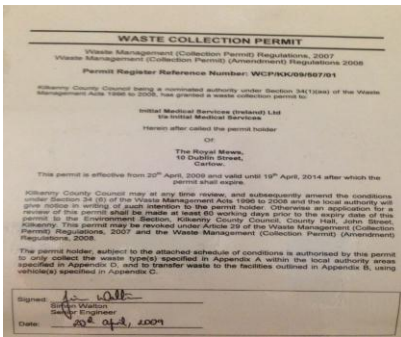 WASTE COLLECTION PERMIT
Waste Management (Collection Permit) Regulations, 2007
Waste Management (Collection Permit) (Amendment) Regulations 2008
Permit Register Reference Number: WCP/KK/09/507/01
Kilkenny County Council being a nominated authority under Section 34(1)(aa) of the Waste
Management Acts 1996 to 2008, has granted a waste collection permit to:
Initial Medical Services (Ireland) Ltd
t/a Initial Medical Services
Herein after called the permit holder
Of
The Royal Mews,
10 Dublin Street,
Carlow.
This permit is effective from 20th April, 2009 and valid until 19th April, 2014 after which the
permit shall expire.
Kilkenny County Council may at any time review, and subsequently amend the conditions
under Section 34 (6) of the Waste Management Acts 1996 to 2008 and the local authority will
give notice in writing of such intention to the permit holder. Otherwise an application for a
review of this permit shall be made at least 60 working days prior to the expiry date of this
permit to the Environment Section, Kilkenny County Council, County Hall, John Street,
Kilkenny. This permit may be revoked under Article 29 of the Waste Management (Collection
Permit) Regulations, 2007 and the Waste Management (Collection Permit) (Amendment)
Regulations, 2008.
The permit holder, subject to the attached schedule of conditions is authorised by this permit
to only collect the waste type(s) specified in Appendix A within the local authority areas
specified in Appendix D, and to transfer waste to the facilities outlined in Appendix B, using
vehicle(s) specified in Appendix C.
Signed: Simon Walton
Simon Walton
Senior Engineer
Date: 20th April, 2009